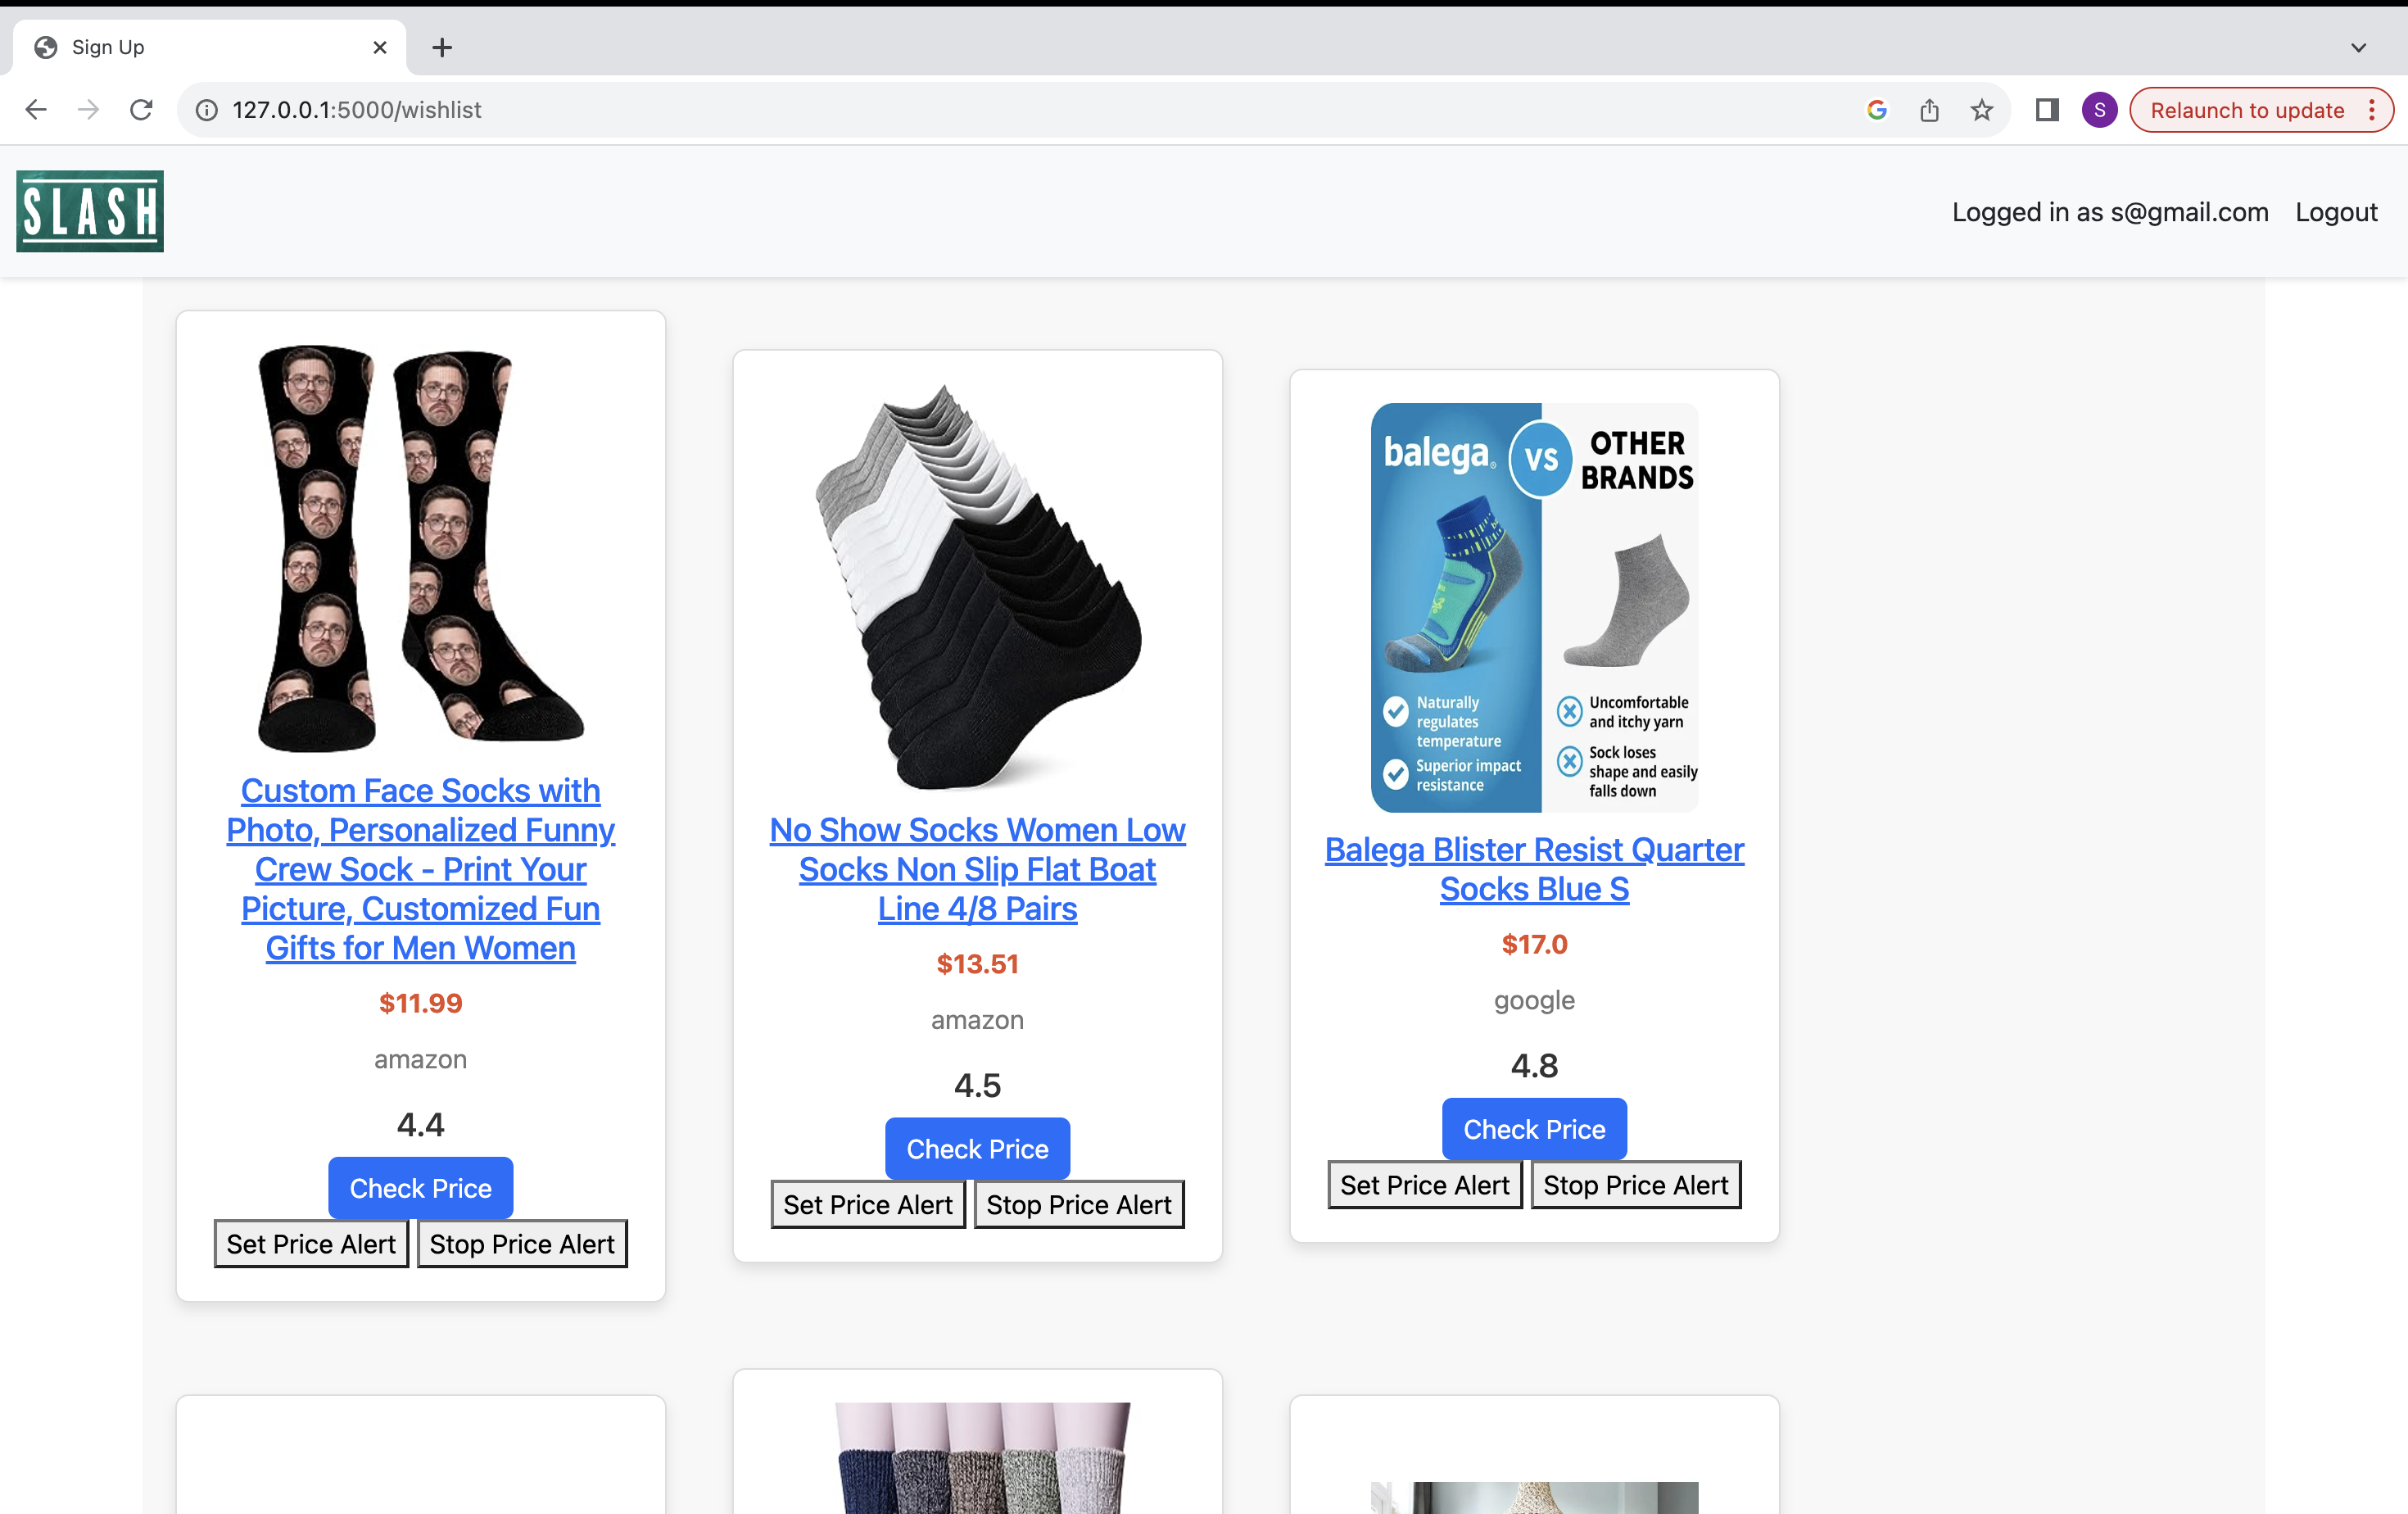 Sign Up
127.0.0.1:5000/wishlist
S
Relaunch to update
SLASH
Logged in as s@gmail.com
Logout
Custom Face Socks with
Photo, Personalized Funny
Crew Sock - Print Your
Picture, Customized Fun
Gifts for Men Women
$11.99
amazon
4.4
Check Price
Set Price Alert
Stop Price Alert
No Show Socks Women Low
Socks Non Slip Flat Boat
Line 4/8 Pairs
$13.51
amazon
4.5
Check Price
Set Price Alert
Stop Price Alert
balega®
VS
OTHER
BRANDS
Naturally
regulates
temperature
Superior impact
resistance
Uncomfortable
and itchy yarn
Sock loses
shape and easily
falls down
Balega Blister Resist Quarter
Socks Blue S
$17.0
google
4.8
Check Price
Set Price Alert
Stop Price Alert